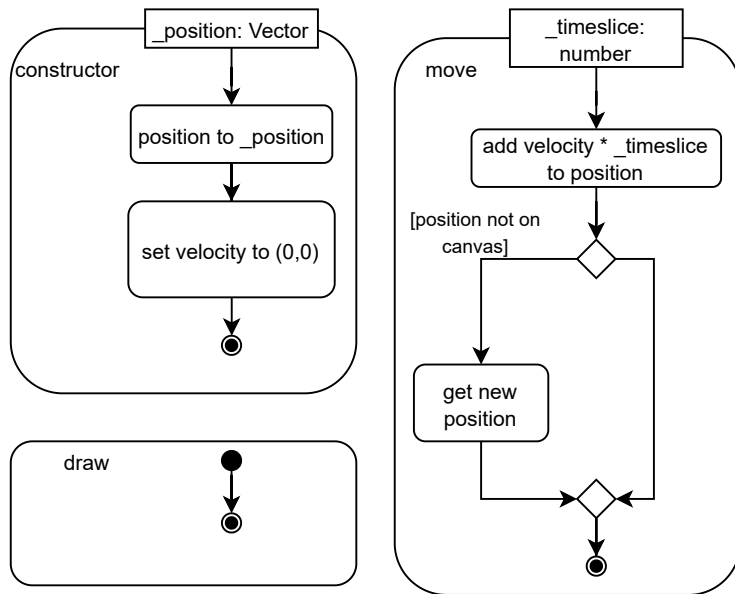 _position: Vector
constructor
position to _position
set velocity to (0,0)
draw
_timeslice:
number
move
add velocity * _timeslice
to position
[position not on
canvas]
get new
position